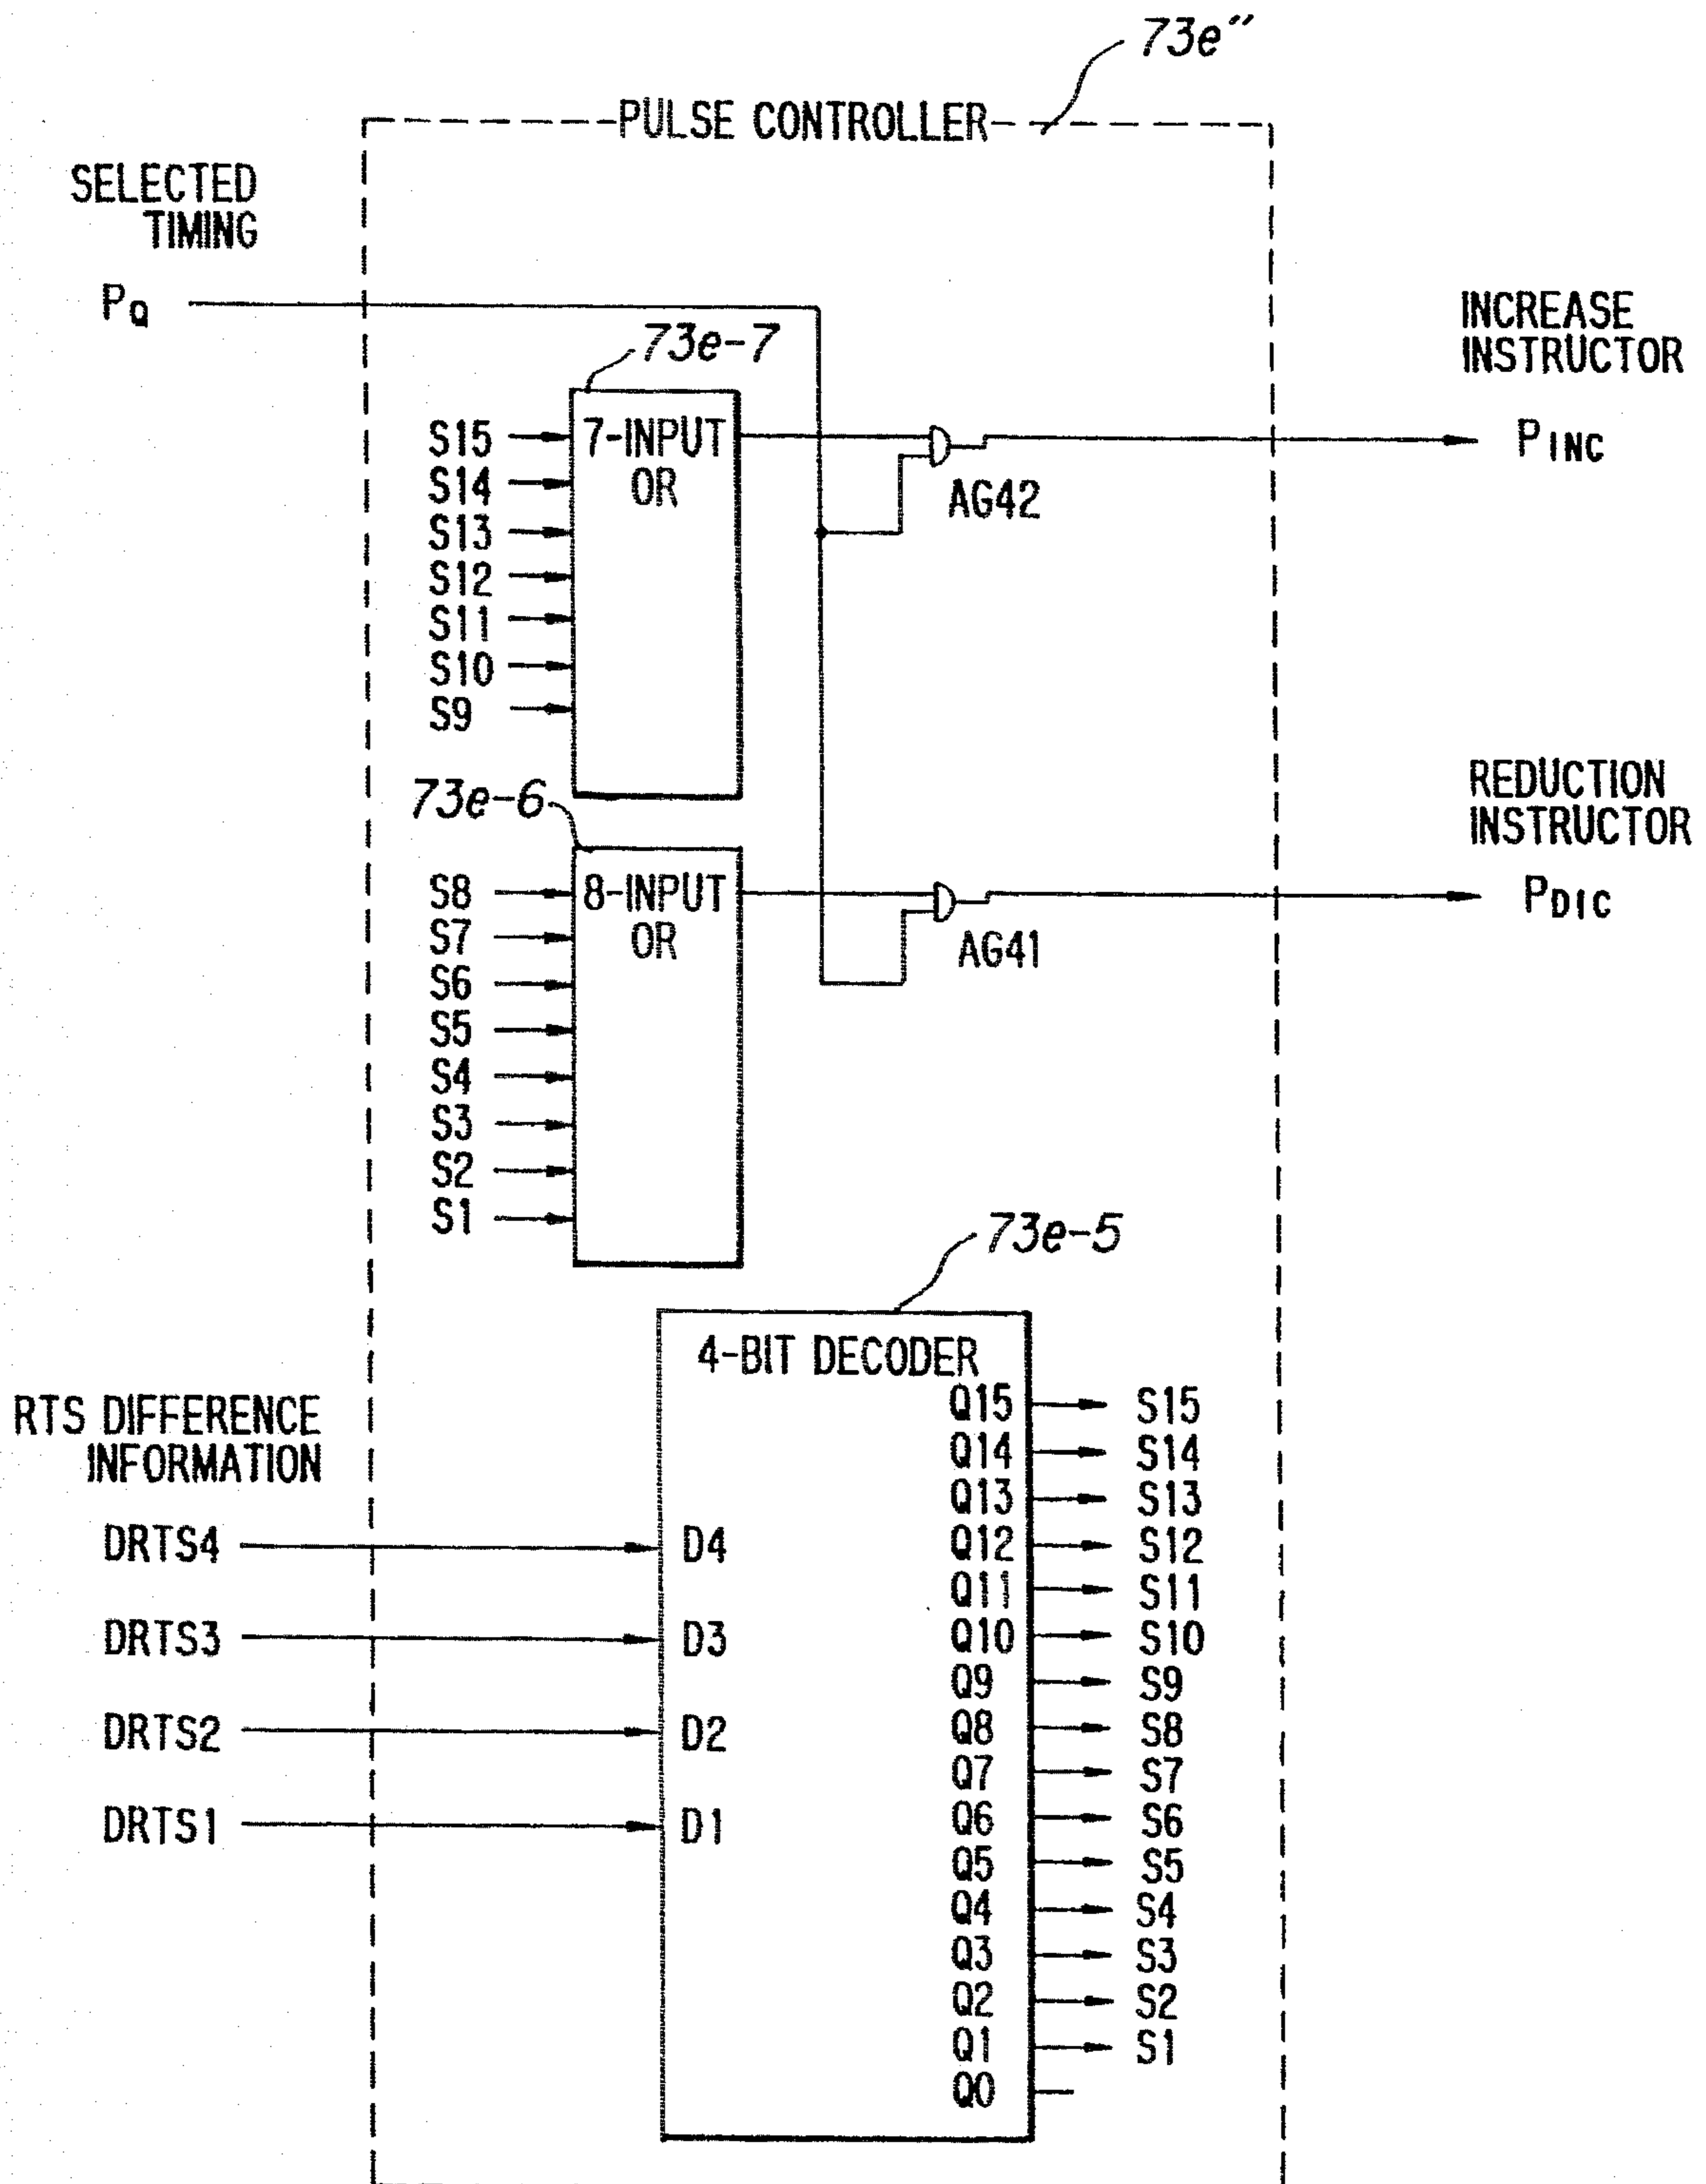 73e"
PULSE CONTROLLER
SELECTED
TIMING
PQ
73e-7
INCREASE
INSTRUCTOR
S15
7-INPUT
OR
PINC
S14
AG42
S13
S12
S11
S10
S9
REDUCTION
INSTRUCTOR
73e-6
S8
8-INPUT
OR
PDIC
S7
AG41
S6
S5
S4
S3
S2
S1
73e-5
4-BIT DECODER
RTS DIFFERENCE
INFORMATION
Q15 S15
Q14 S14
Q13 S13
DRTS4 D4 Q12 S12
Q11 S11
DRTS3 D3 Q10 S10
Q9 S9
DRTS2 D2 Q8 S8
Q7 S7
DRTS1 D1 Q6 S6
Q5 S5
Q4 S4
Q3 S3
Q2 S2
Q1 S1
Q0